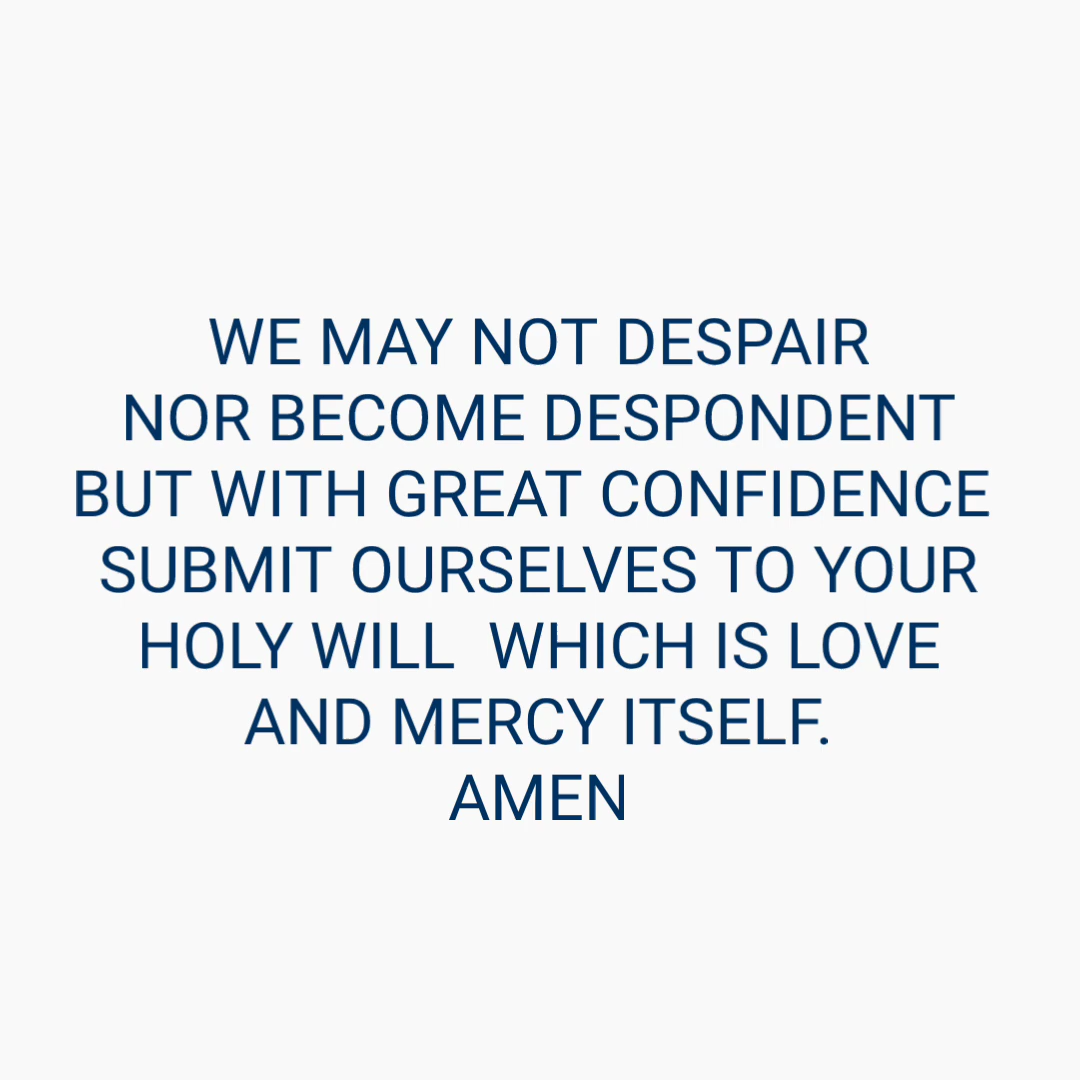 WE MAY NOT DESPAIR
NOR BECOME DESPONDENT
BUT WITH GREAT CONFIDENCE
SUBMIT OURSELVES TO YOUR
HOLY WILL  WHICH IS LOVE
AND MERCY ITSELF.
AMEN